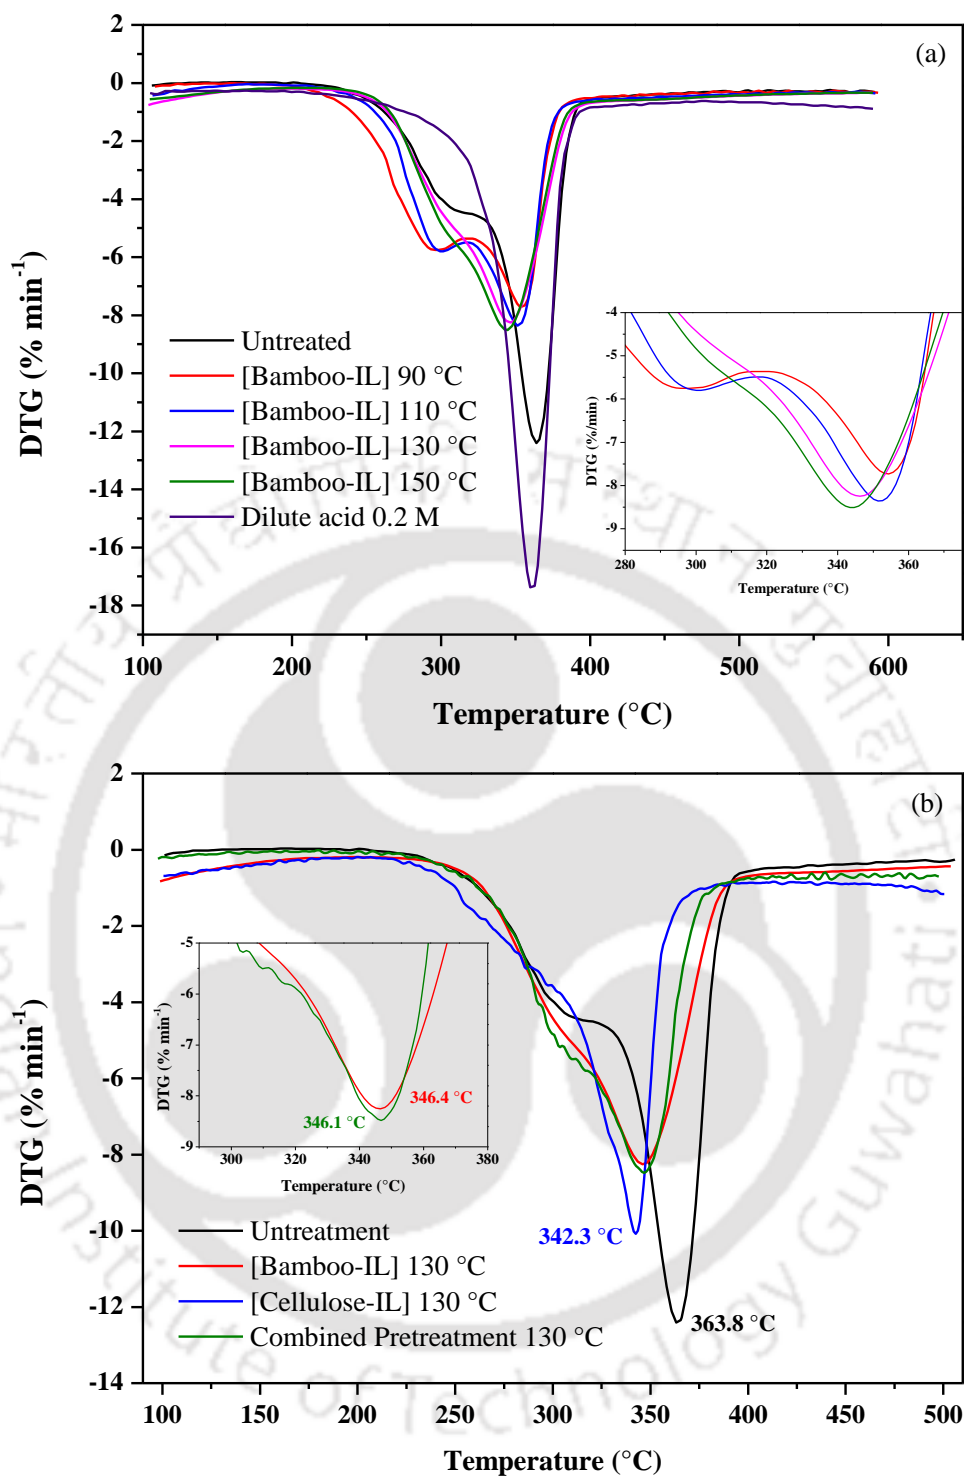 (a)
2
0
-2
-4
-6
-8
-10
-12
-14
-16
-18
DTG (% min⁻¹)
Untreated
[Bamboo-IL] 90 °C
[Bamboo-IL] 110 °C
[Bamboo-IL] 130 °C
[Bamboo-IL] 150 °C
Dilute acid 0.2 M
-4
-5
-6
-7
-8
-9
DTG (%/min)
280 300 320 340 360
Temperature (°C)
100 200 300 400 500 600
Temperature (°C)
(b)
2
0
-2
-4
-6
-8
-10
-12
-14
DTG (% min⁻¹)
-5
-6
-7
-8
-9
DTG (% min⁻¹)
346.1 °C
346.4 °C
300 320 340 360 380
Temperature (°C)
Untreatment
[Bamboo-IL] 130 °C
[Cellulose-IL] 130 °C
Combined Pretreatment 130 °C
342.3 °C
363.8 °C
100 150 200 250 300 350 400 450 500
Temperature (°C)
Institute of Technology Guwahati